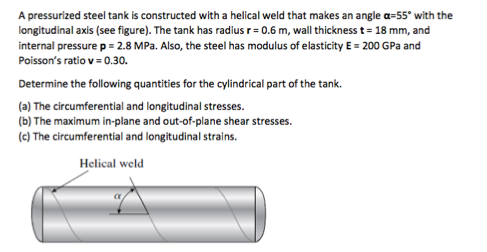 A pressurized steel tank is constructed with a helical weld that makes an angle α=55° with the
longitudinal axis (see figure). The tank has radius r = 0.6 m, wall thickness t = 18 mm, and
internal pressure p = 2.8 MPa. Also, the steel has modulus of elasticity E = 200 GPa and
Poisson's ratio v = 0.30.
Determine the following quantities for the cylindrical part of the tank.
(a) The circumferential and longitudinal stresses.
(b) The maximum in-plane and out-of-plane shear stresses.
(c) The circumferential and longitudinal strains.
Helical weld
α